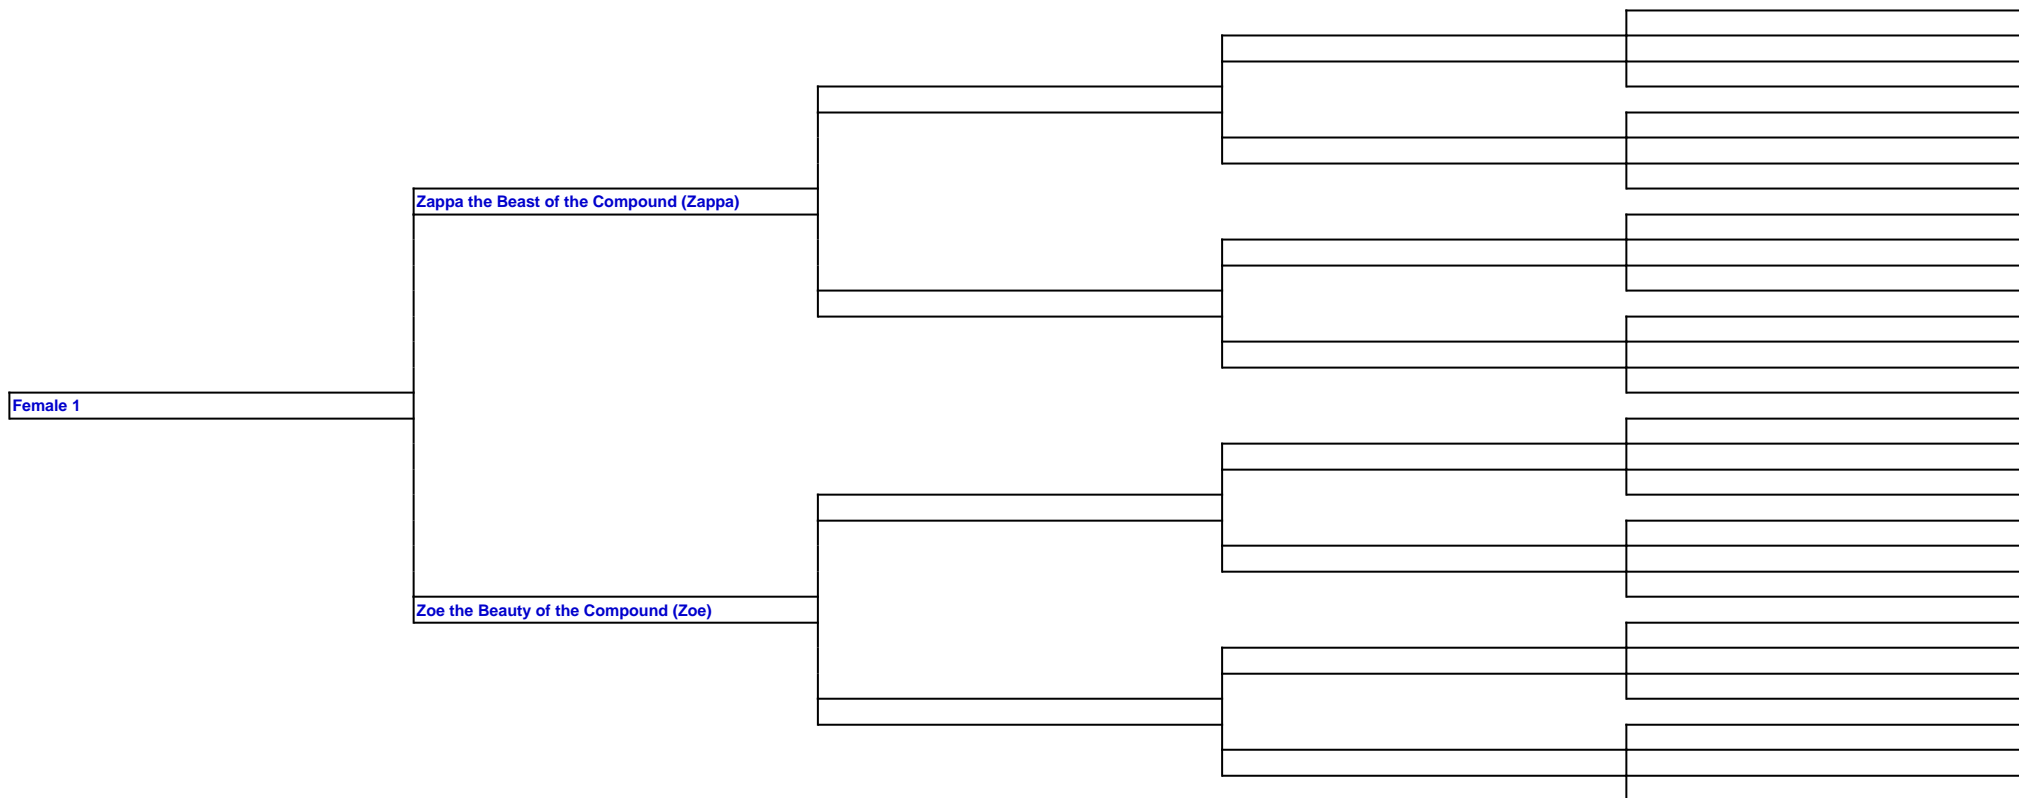 Zappa the Beast of the Compound (Zappa)
Female 1
Zoe the Beauty of the Compound (Zoe)